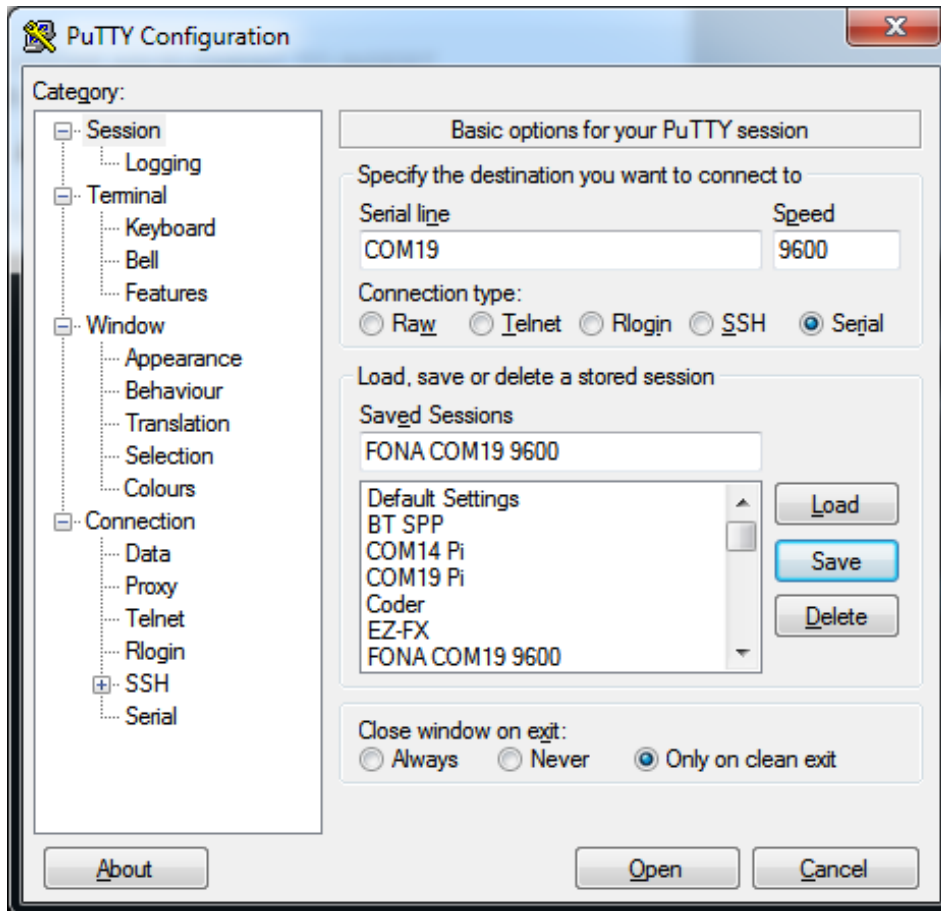 PuTTY Configuration
Category:
Session
Logging
Terminal
Keyboard
Bell
Features
Window
Appearance
Behaviour
Translation
Selection
Colours
Connection
Data
Proxy
Telnet
Rlogin
SSH
Serial
Basic options for your PuTTY session
Specify the destination you want to connect to
Serial line Speed
COM19 9600
Connection type:
Raw Telnet Rlogin SSH Serial
Load, save or delete a stored session
Saved Sessions
FONA COM19 9600
Default Settings
BT SPP
COM14 Pi
COM19 Pi
Coder
EZ-FX
FONA COM19 9600
Load
Save
Delete
Close window on exit:
Always Never Only on clean exit
About Open Cancel